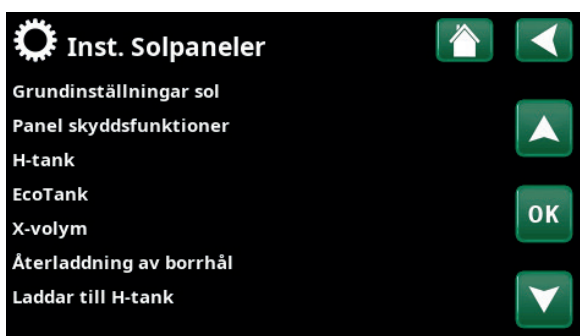 Inst. Solpaneler
Grundinställningar sol
Panel skyddsfunktioner
H-tank
EcoTank
X-volym
Återladdning av borrhål
Laddar till H-tank
OK